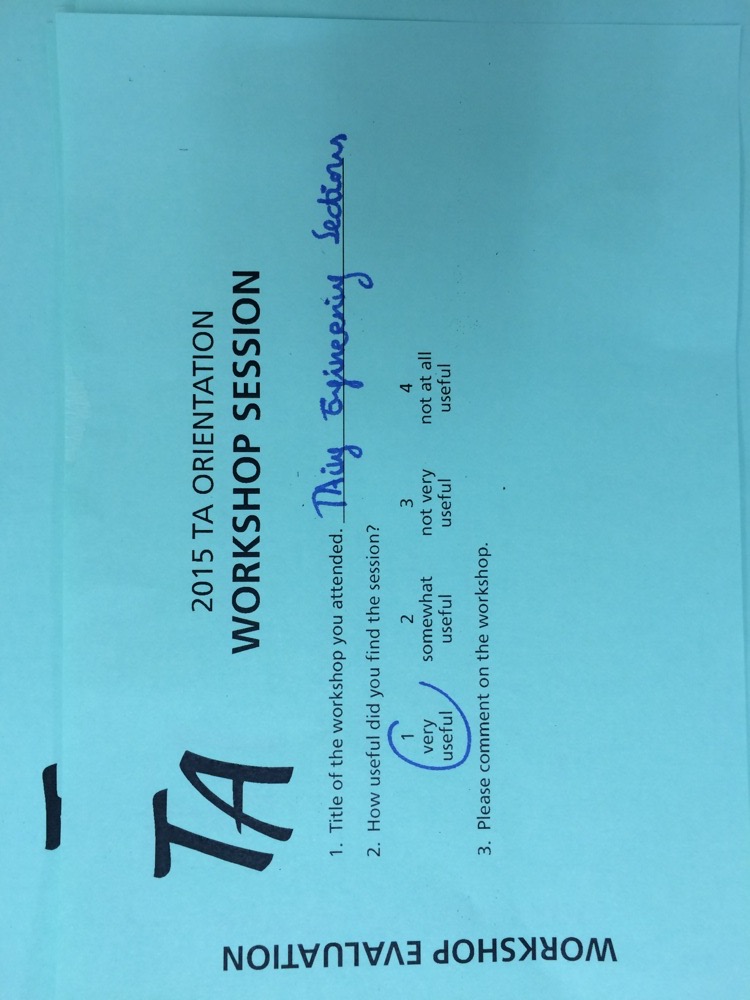 TA
2015 TA ORIENTATION
WORKSHOP SESSION
1. Title of the workshop you attended. TAing Engineering Sections
2. How useful did you find the session?
1 2 3 4
very somewhat not very not at all
useful useful useful useful
3. Please comment on the workshop.
WORKSHOP EVALUATION